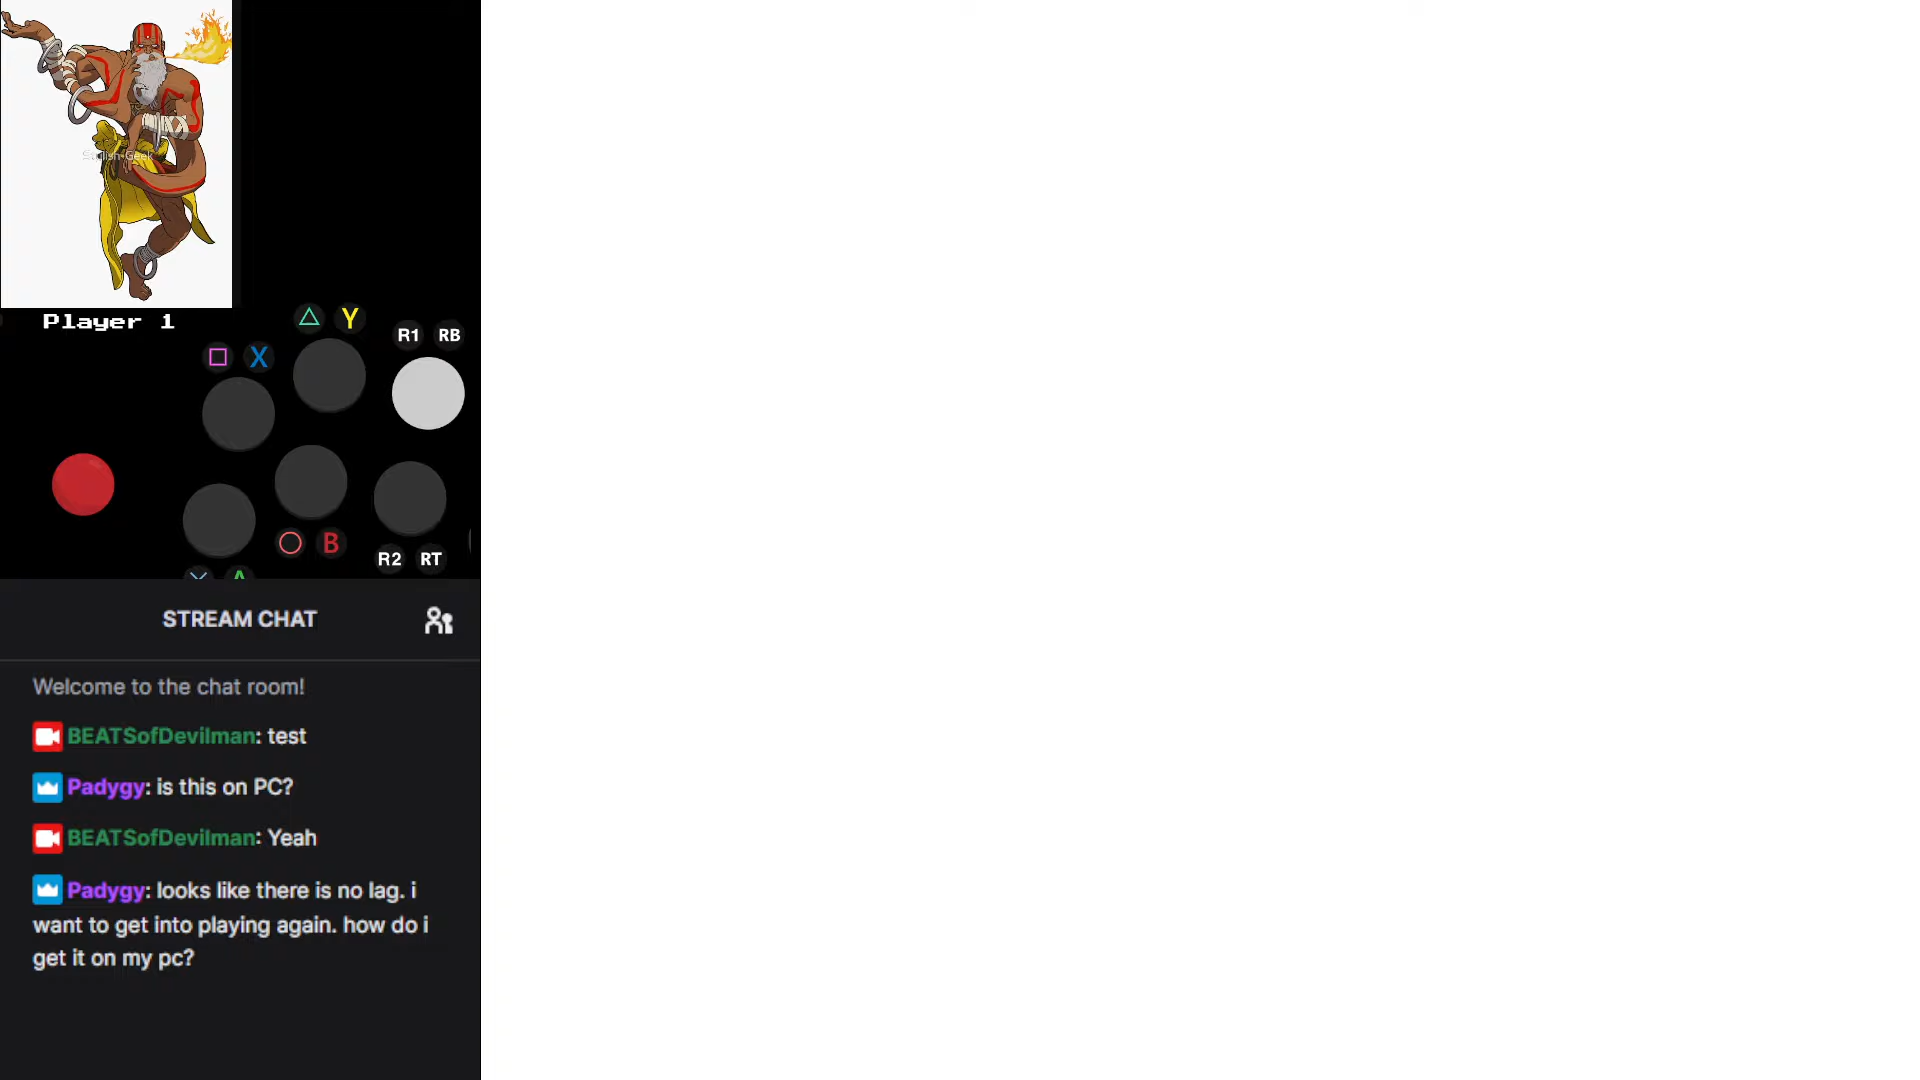 Player 1
Y
R1 RB
X
B
R2 RT
A
STREAM CHAT
Welcome to the chat room!
BEATSofDevilman: test
Padygy: is this on PC?
BEATSofDevilman: Yeah
Padygy: looks like there is no lag. i
want to get into playing again. how do i
get it on my pc?